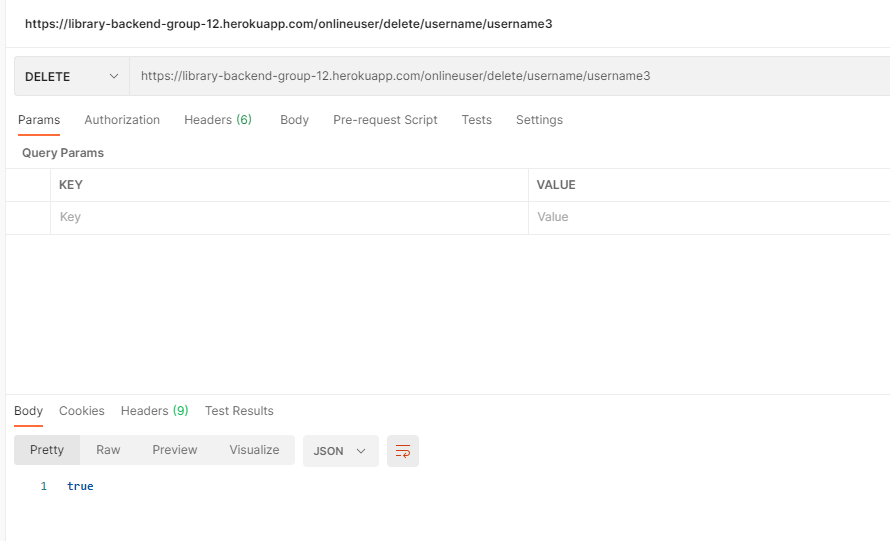 https://library-backend-group-12.herokuapp.com/onlineuser/delete/username/username3
DELETE https://library-backend-group-12.herokuapp.com/onlineuser/delete/username/username3
Params Authorization Headers (6) Body Pre-request Script Tests Settings
Query Params
KEY VALUE
Key Value
Body Cookies Headers (9) Test Results
Pretty Raw Preview Visualize JSON
1 true